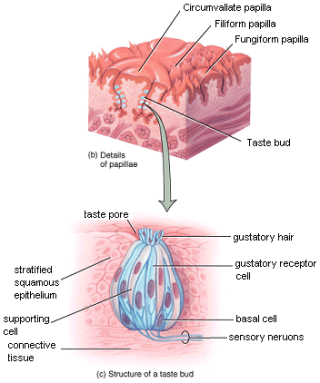 Circumvallate papilla
Filiform papilla
Fungiform papilla
Taste bud
(b) Details
of papillae
taste pore
gustatory hair
gustatory receptor
cell
stratified
squamous
epithelium
supporting
cell
basal cell
connective
tissue
sensory neruons
(c) Structure of a taste bud